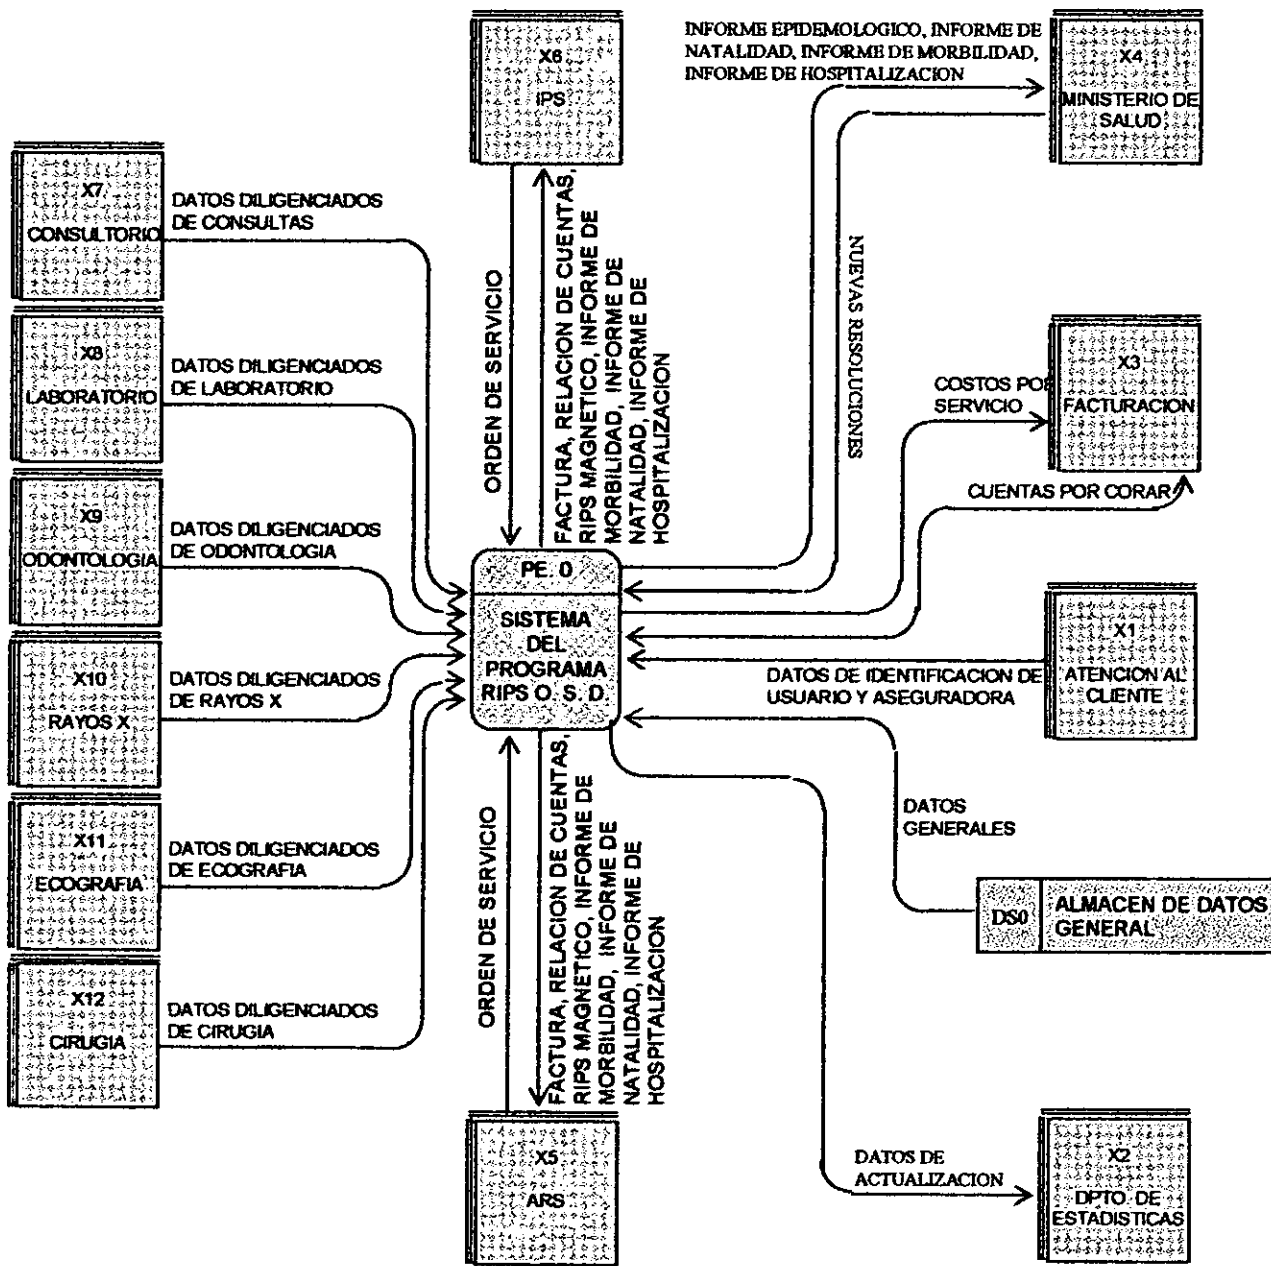 X6
IPS
INFORME EPIDEMOLOGICO, INFORME DE
NATALIDAD, INFORME DE MORBILIDAD,
INFORME DE HOSPITALIZACION
X4
MINISTERIO DE
SALUD
X7
CONSULTORIO
DATOS DILIGENCIADOS
DE CONSULTAS
ORDEN DE SERVICIO
FACTURA, RELACION DE CUENTAS,
RIPS MAGNETICO, INFORME DE
MORBILIDAD, INFORME DE
NATALIDAD, INFORME DE
HOSPITALIZACION
NUEVAS RESOLUCIONES
X8
LABORATORIO
DATOS DILIGENCIADOS
DE LABORATORIO
COSTOS POR
SERVICIO
X3
FACTURACION
CUENTAS POR CORAR
X9
ODONTOLOGIA
DATOS DILIGENCIADOS
DE ODONTOLOGIA
PE. 0
SISTEMA
DEL
PROGRAMA
RIPS O. S. D.
X1
ATENCION AL
CLIENTE
DATOS DE IDENTIFICACION DE
USUARIO Y ASEGURADORA
X10
RAYOS X
DATOS DILIGENCIADOS
DE RAYOS X
ORDEN DE SERVICIO
FACTURA, RELACION DE CUENTAS,
RIPS MAGNETICO, INFORME DE
MORBILIDAD, INFORME DE
NATALIDAD, INFORME DE
HOSPITALIZACION
DATOS
GENERALES
X11
ECOGRAFIA
DATOS DILIGENCIADOS
DE ECOGRAFIA
DS0
ALMACEN DE DATOS
GENERAL
X12
CIRUGIA
DATOS DILIGENCIADOS
DE CIRUGIA
X5
ARS
DATOS DE
ACTUALIZACION
X2
DPTO. DE
ESTADISTICAS